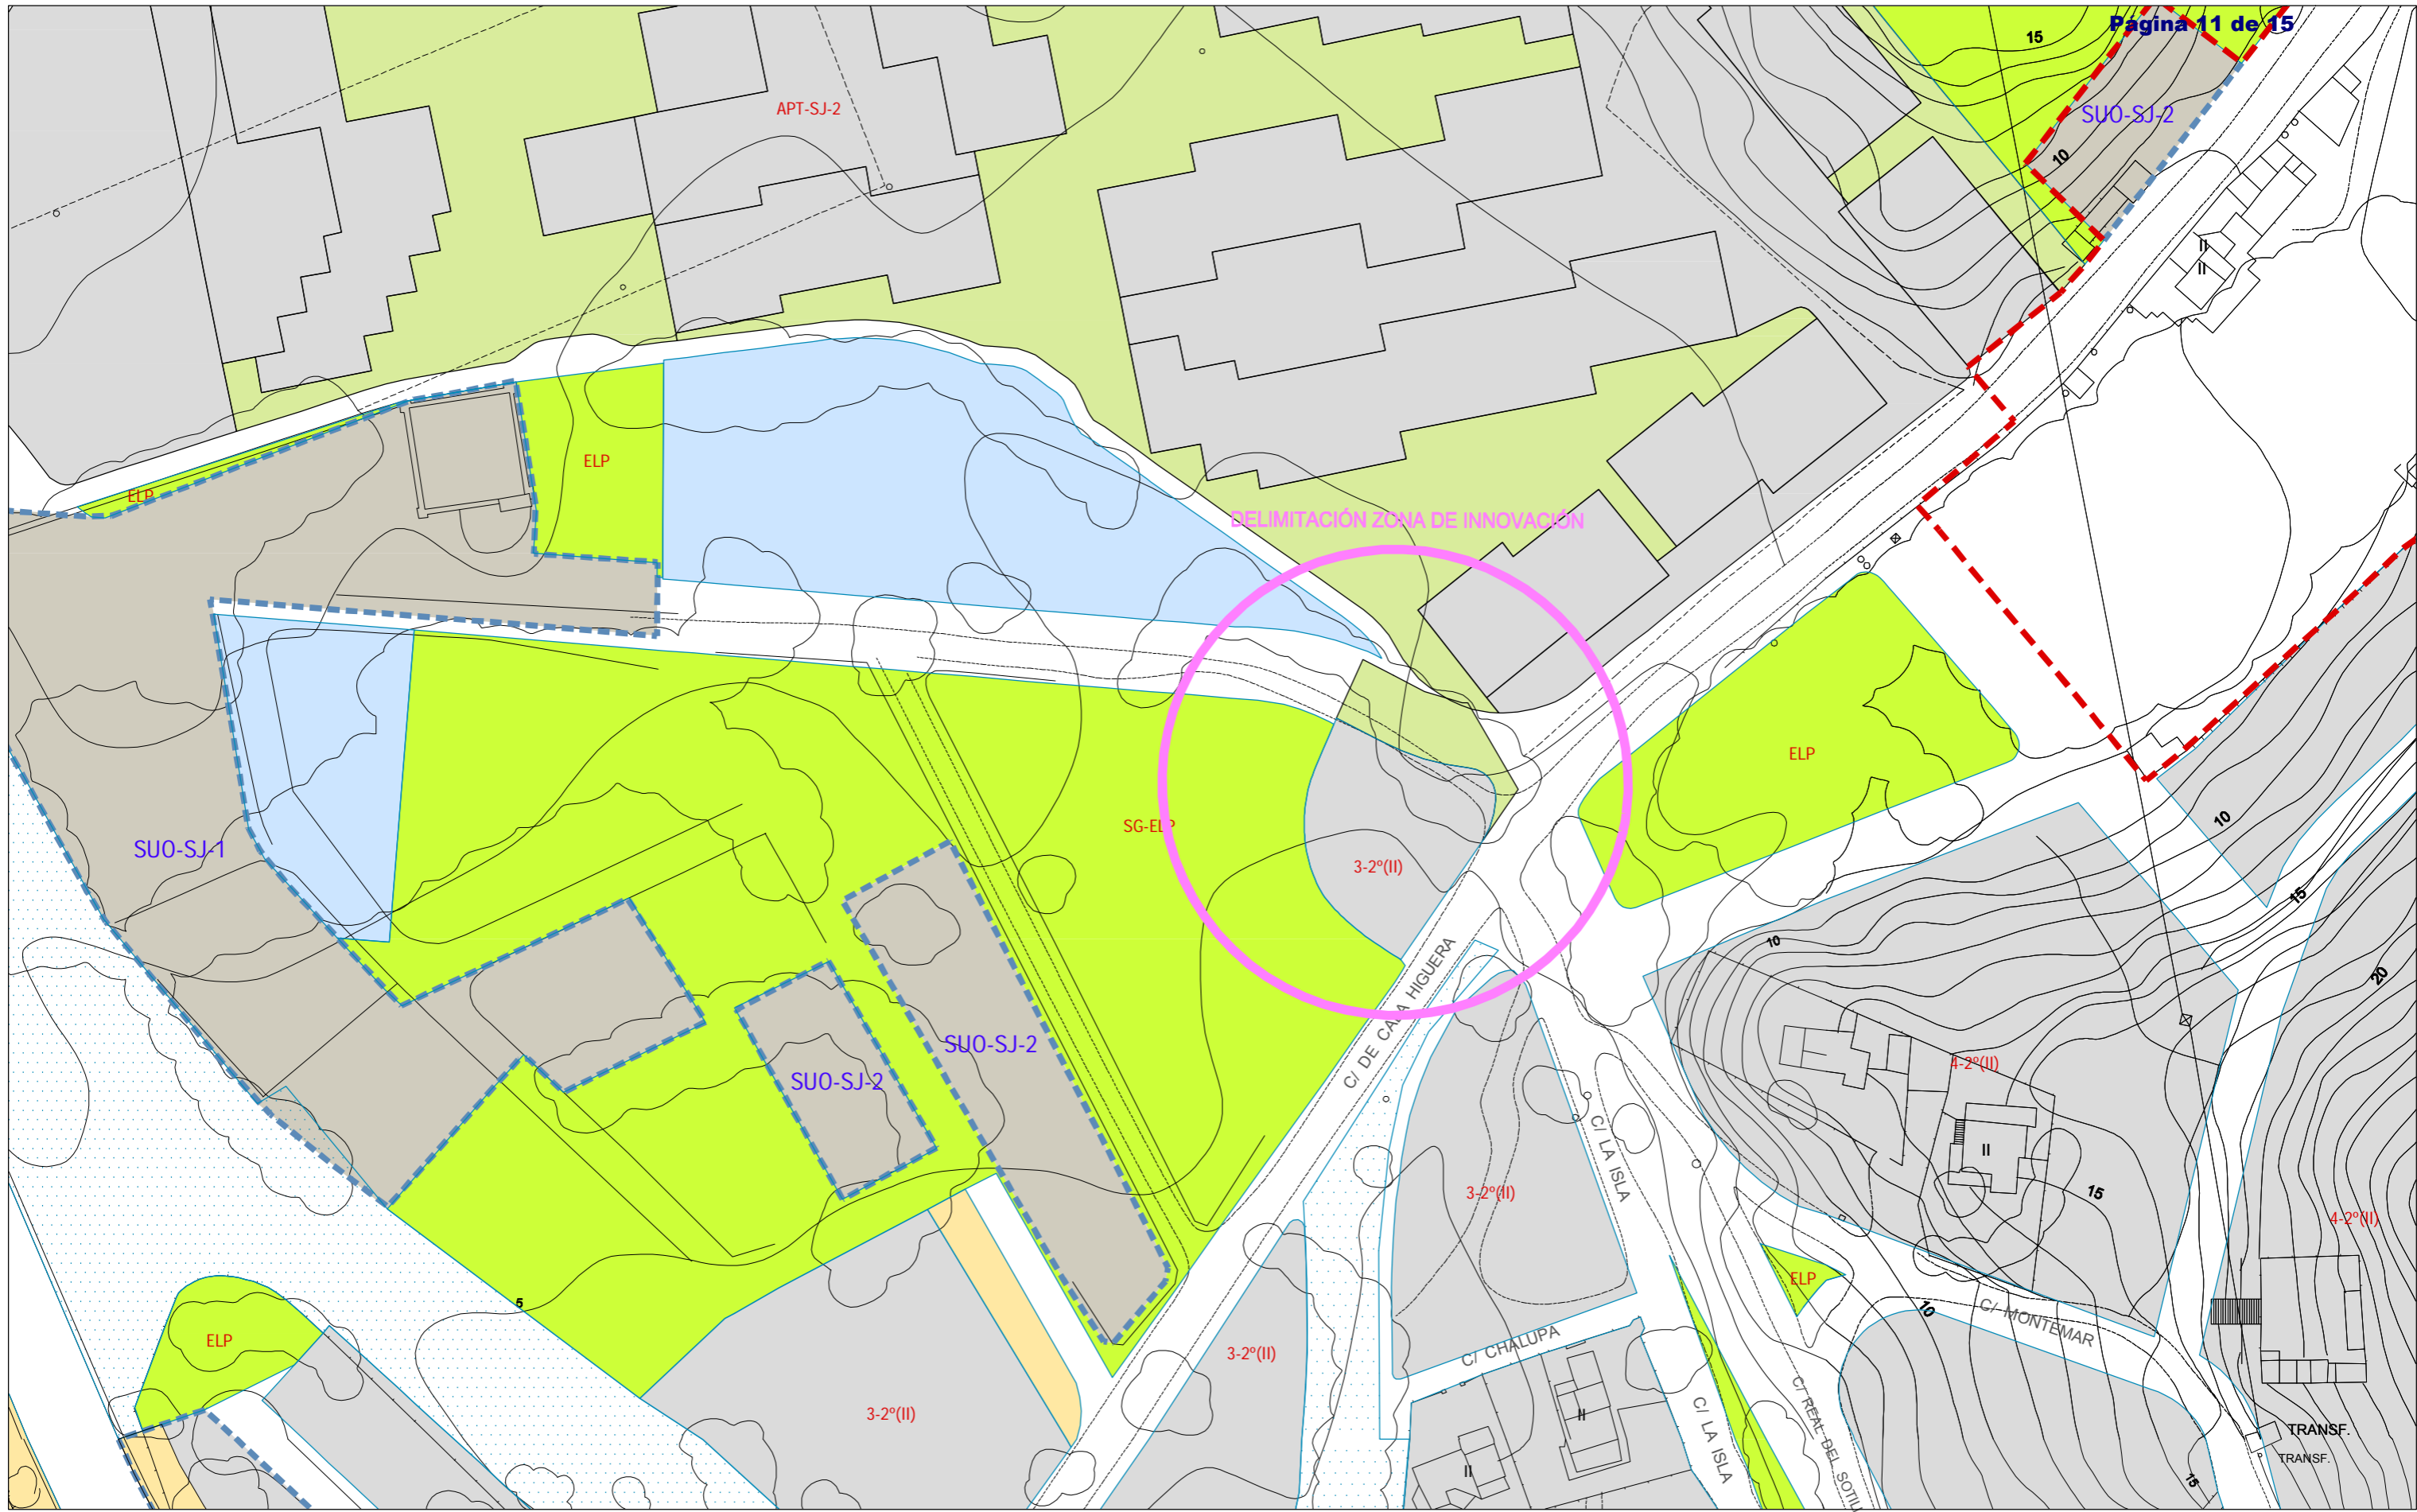 Pagina 11 de 15
15
APT-SJ-2
SUO-SJ-2
10
II
II
ELP
ELP
DELIMITACIÓN ZONA DE INNOVACIÓN
ELP
SG-ELP
SUO-SJ-1
3-2º(II)
10
15
10
20
C/ DE CALA HIGUERA
SUO-SJ-2
SUO-SJ-2
4-2º(II)
II
C/ LA ISLA
3-2º(II)
15
4-2º(II)
ELP
5
10
C/ MONTEMAR
ELP
C/ CHALUPA
3-2º(II)
3-2º(II)
II
C/ LA ISLA
C/ REAL DEL SOTIL
TRANSF.
TRANSF.
II
15